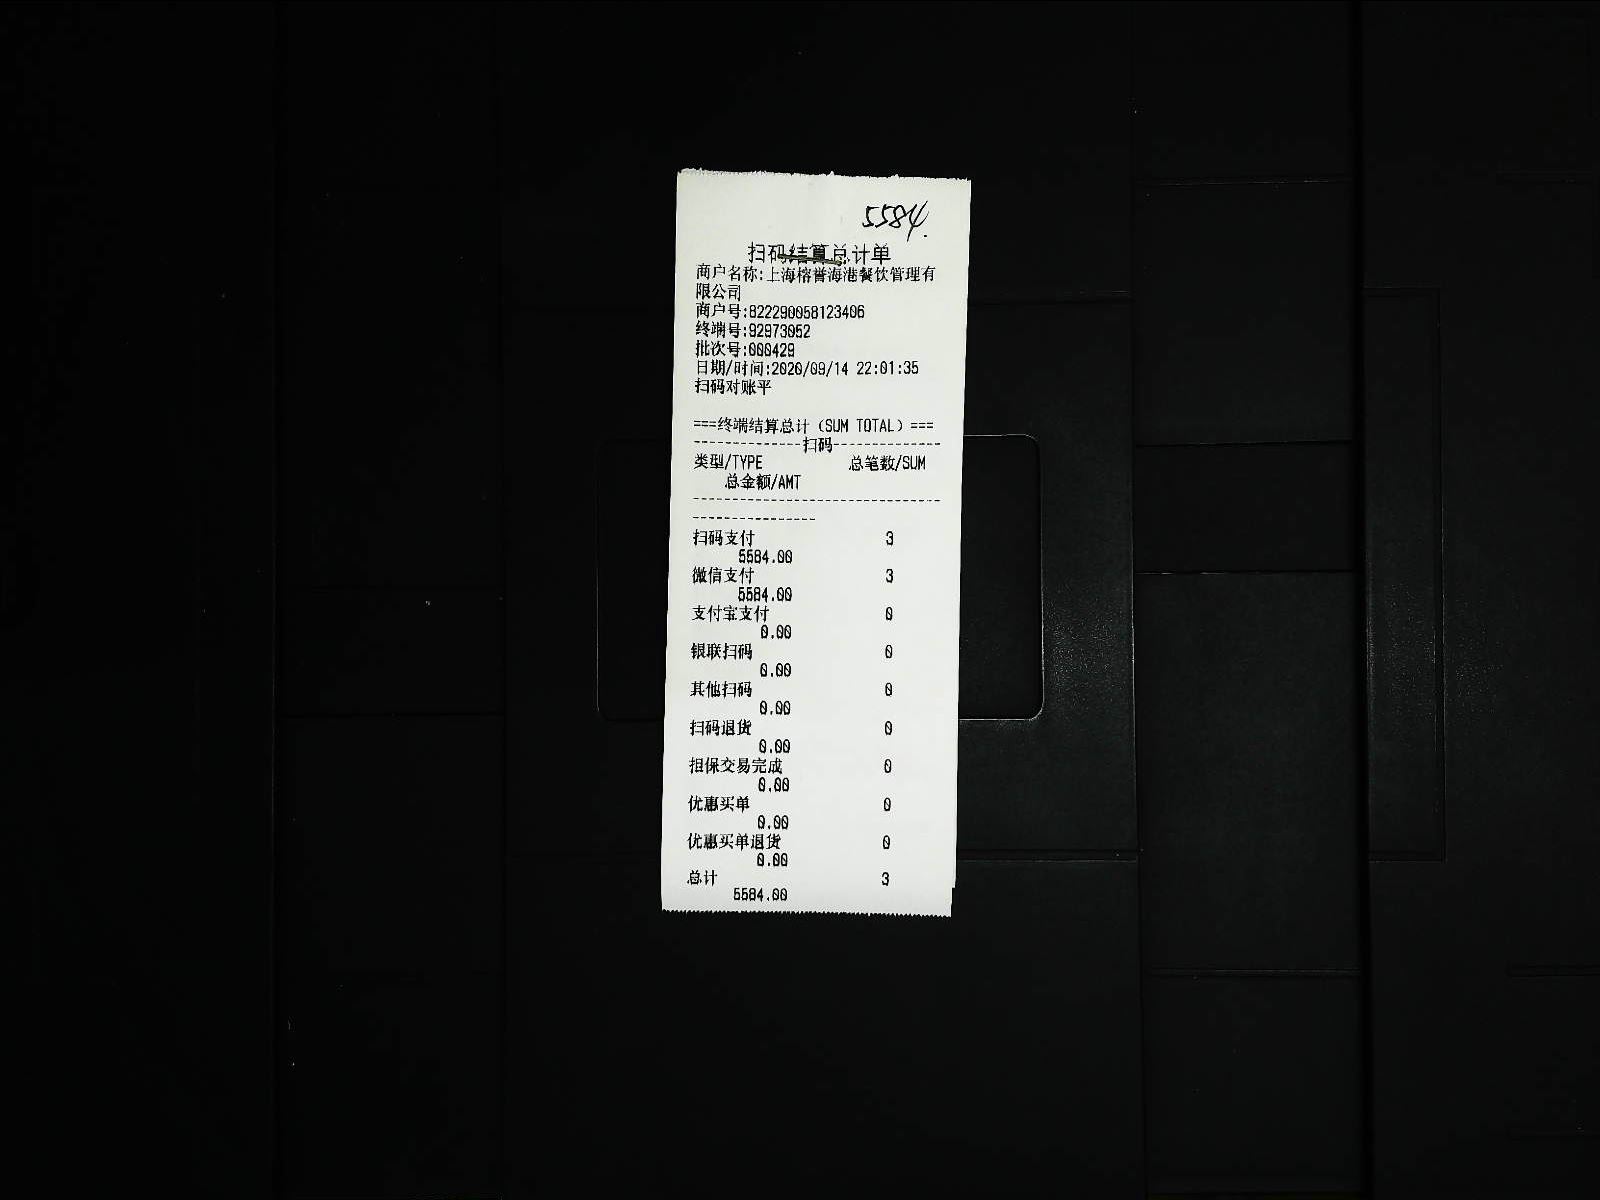 5584.
扫码结算总计单
商户名称:上海榕誉海港餐饮管理有
限公司
商户号:822290058123406
终端号:92973052
批次号:000429
日期/时间:2020/09/14 22:01:35
扫码对账平
===终端结算总计（SUM TOTAL）===
--------------扫码--------------
类型/TYPE 总笔数/SUM
总金额/AMT
--------------------------------
----------------
扫码支付 3
5584.00
微信支付 3
5584.00
支付宝支付 0
0.00
银联扫码 0
0.00
其他扫码 0
0.00
扫码退货 0
0.00
担保交易完成 0
0.00
优惠买单 0
0.00
优惠买单退货 0
0.00
总计 3
5584.00